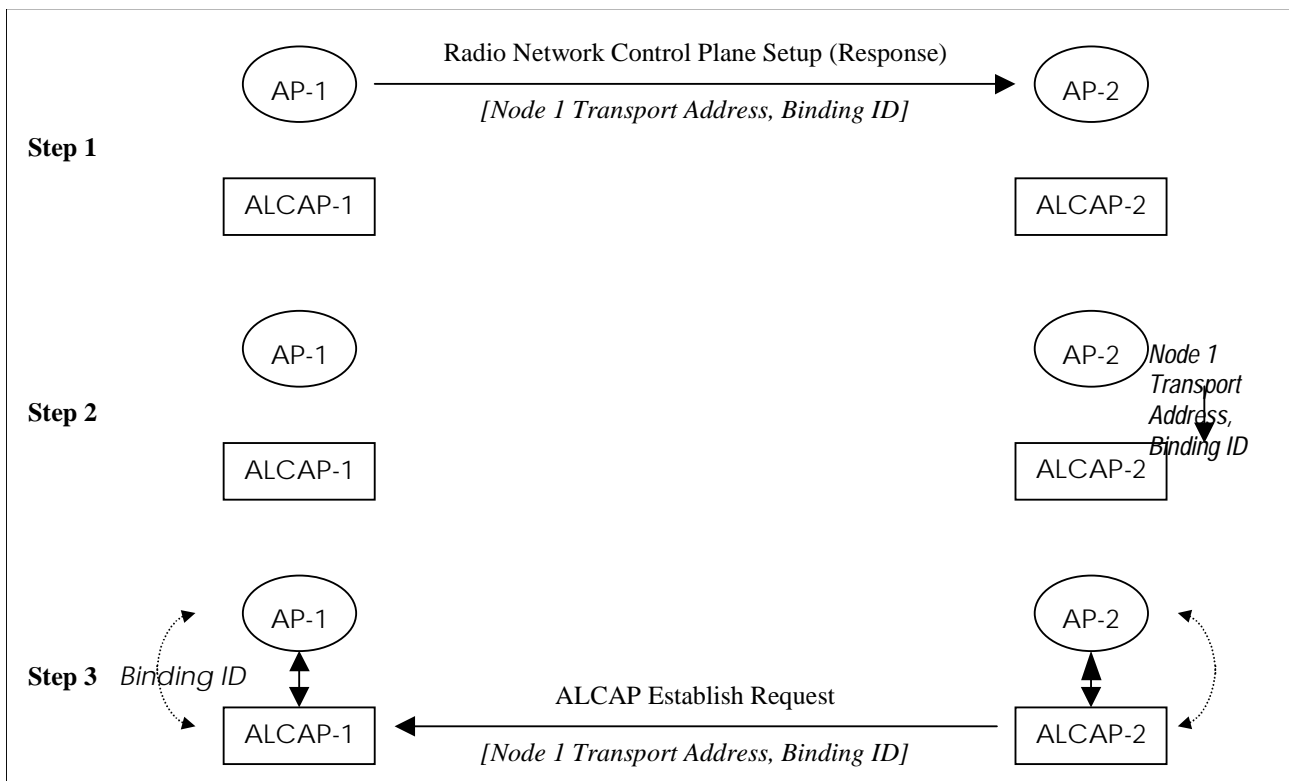 Radio Network Control Plane Setup (Response)
AP-1
AP-2
[Node 1 Transport Address, Binding ID]
Step 1
ALCAP-1
ALCAP-2
AP-1
AP-2
Node 1
Transport
Address,
Binding ID
Step 2
ALCAP-1
ALCAP-2
AP-1
AP-2
Step 3
Binding ID
ALCAP Establish Request
ALCAP-1
ALCAP-2
[Node 1 Transport Address, Binding ID]